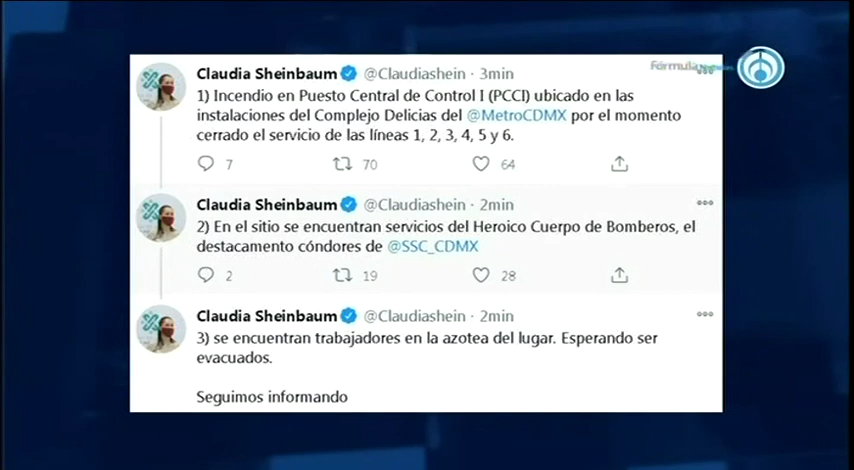 Fórmula
Claudia Sheinbaum @Claudiashein · 3min
1) Incendio en Puesto Central de Control I (PCCI) ubicado en las
instalaciones del Complejo Delicias del @MetroCDMX por el momento
cerrado el servicio de las líneas 1, 2, 3, 4, 5 y 6.
7 70 64
Claudia Sheinbaum @Claudiashein · 2min
2) En el sitio se encuentran servicios del Heroico Cuerpo de Bomberos, el
destacamento cóndores de @SSC_CDMX
2 19 28
Claudia Sheinbaum @Claudiashein · 2min
3) se encuentran trabajadores en la azotea del lugar. Esperando ser
evacuados.
Seguimos informando